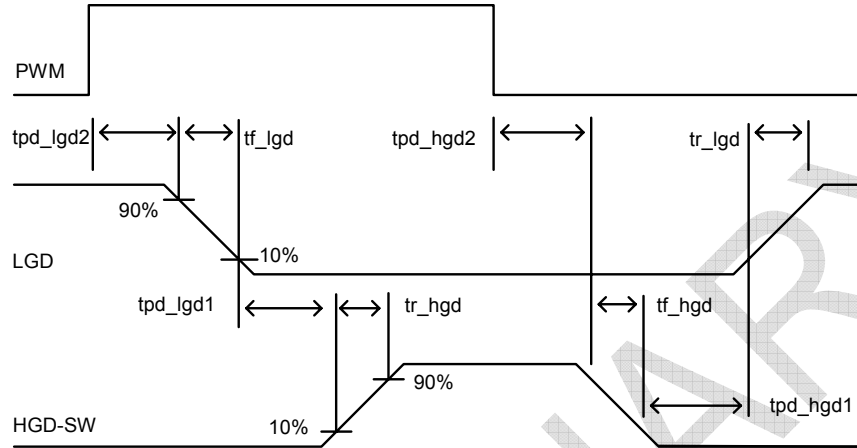 PWM
tpd_lgd2
tf_lgd
tpd_hgd2
tr_lgd
90%
LGD
10%
tpd_lgd1
tr_hgd
tf_hgd
90%
tpd_hgd1
HGD-SW
10%